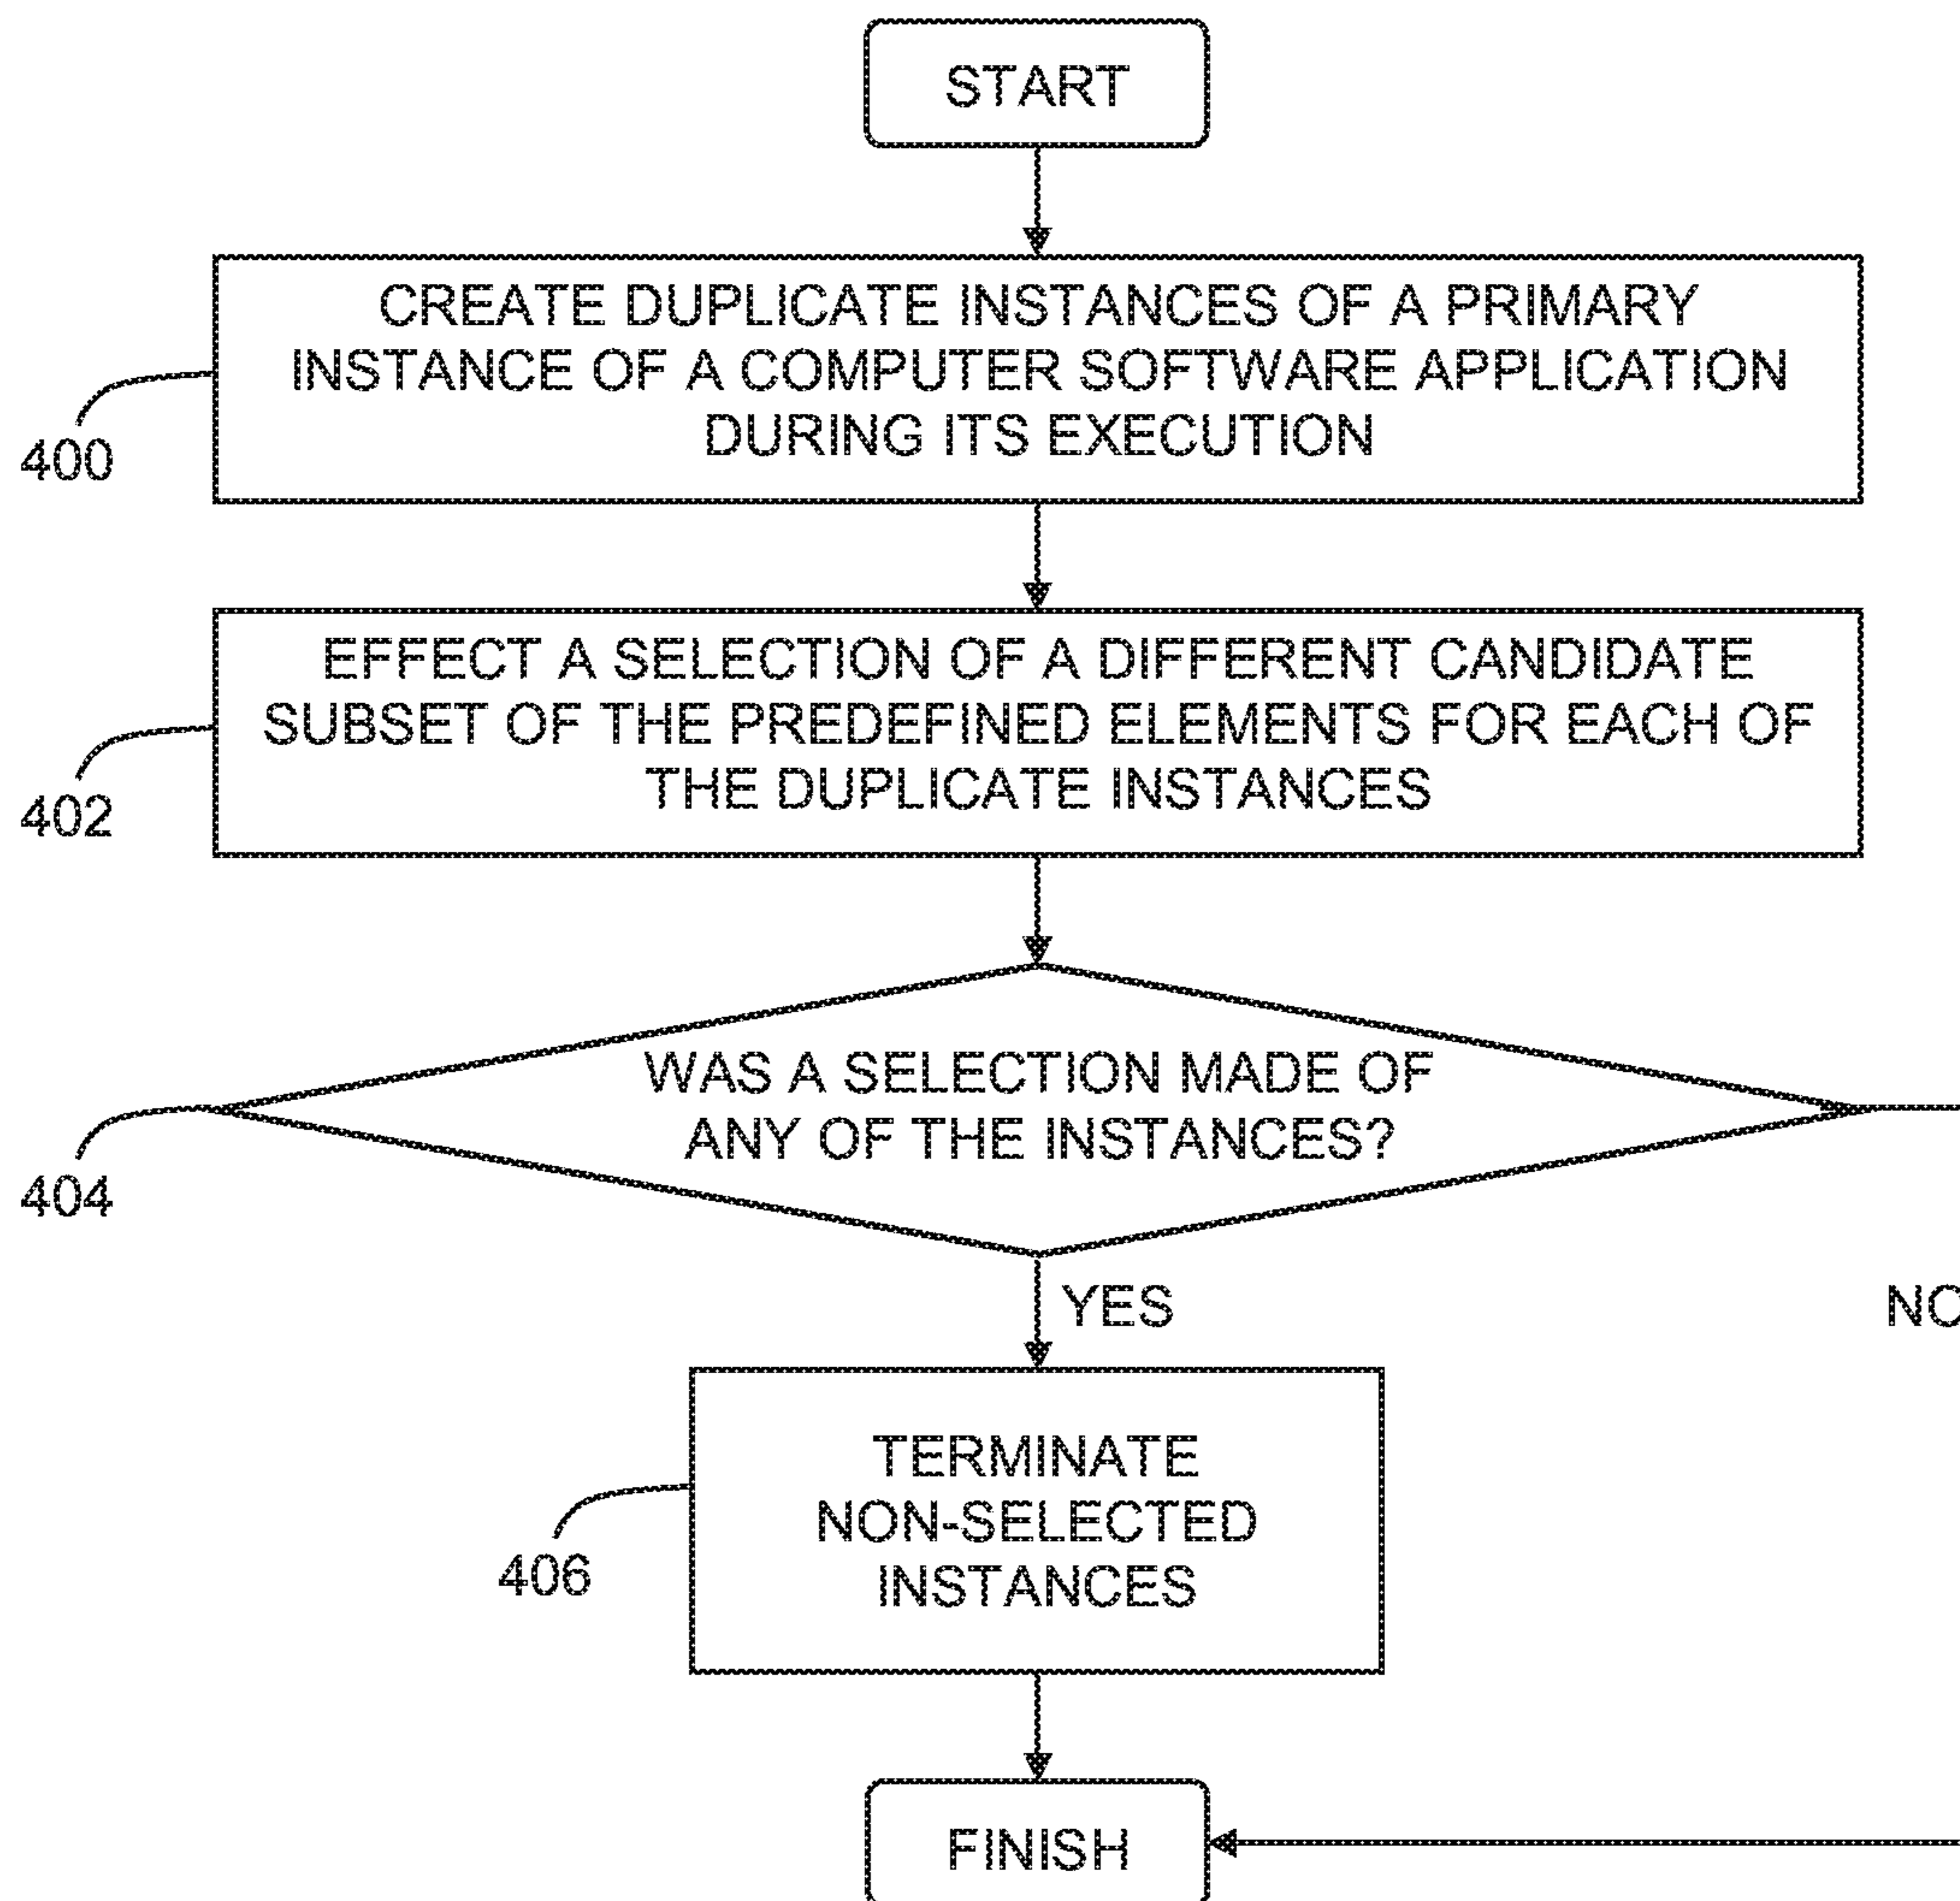 START
CREATE DUPLICATE INSTANCES OF A PRIMARY
INSTANCE OF A COMPUTER SOFTWARE APPLICATION
DURING ITS EXECUTION
400
EFFECT A SELECTION OF A DIFFERENT CANDIDATE
SUBSET OF THE PREDEFINED ELEMENTS FOR EACH OF
THE DUPLICATE INSTANCES
402
WAS A SELECTION MADE OF
ANY OF THE INSTANCES?
404
YES
NO
TERMINATE
NON-SELECTED
INSTANCES
406
FINISH